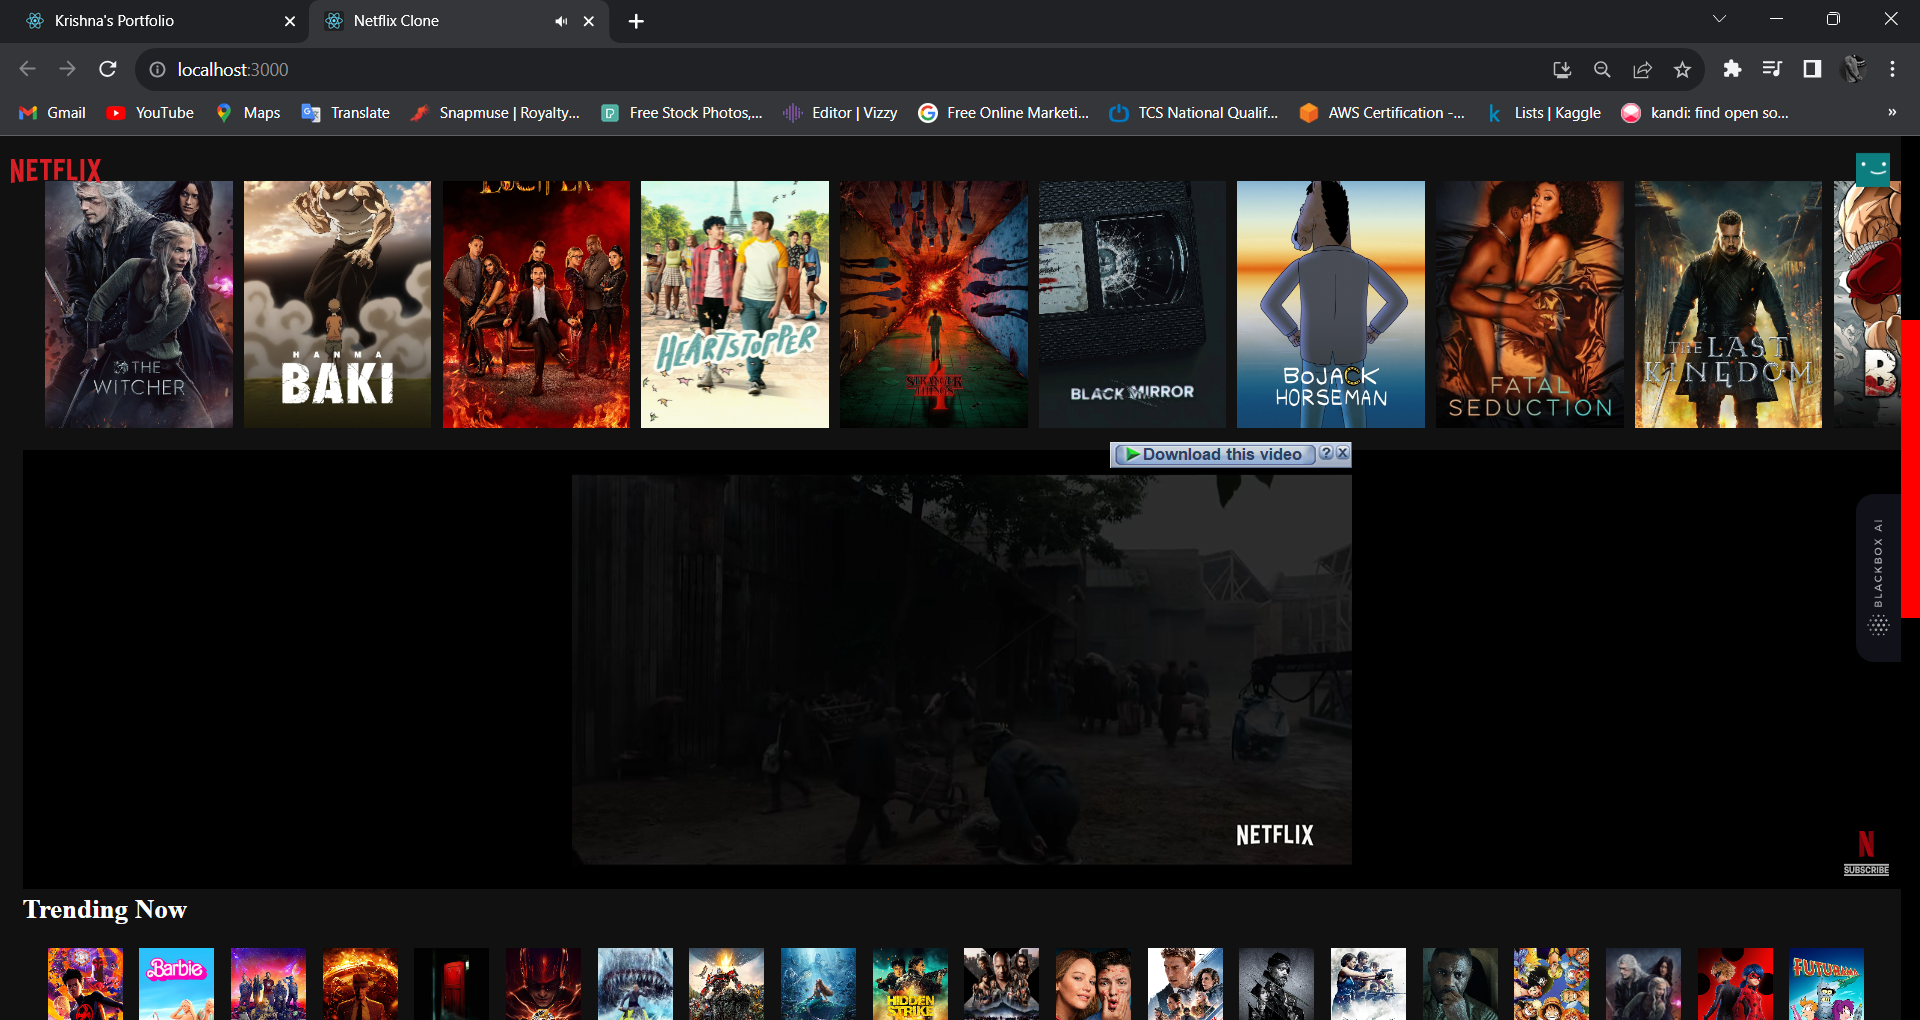 Krishna's Portfolio
Netflix Clone
localhost:3000
Gmail
YouTube
Maps
Translate
Snapmuse | Royalty...
Free Stock Photos,...
Editor | Vizzy
Free Online Marketi...
TCS National Qualif...
AWS Certification -...
Lists | Kaggle
kandi: find open so...
»
NETFLIX
THE WITCHER
HANMA
BAKI
LUCIFER
HEARTSTOPPER
STRANGER THINGS
4
BLACK MIRROR
BOJACK
HORSEMAN
FATAL
SEDUCTION
THE LAST
KINGDOM
B
Download this video
?
BLACKBOX AI
NETFLIX
N
SUBSCRIBE
Trending Now
Barbie
HIDDEN
STRIKE
FUTURAMA